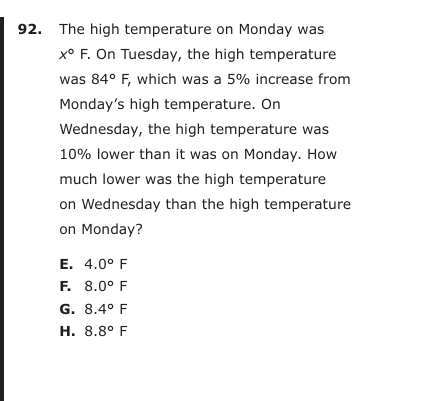 92. The high temperature on Monday was
x° F. On Tuesday, the high temperature
was 84° F, which was a 5% increase from
Monday’s high temperature. On
Wednesday, the high temperature was
10% lower than it was on Monday. How
much lower was the high temperature
on Wednesday than the high temperature
on Monday?
E. 4.0° F
F. 8.0° F
G. 8.4° F
H. 8.8° F